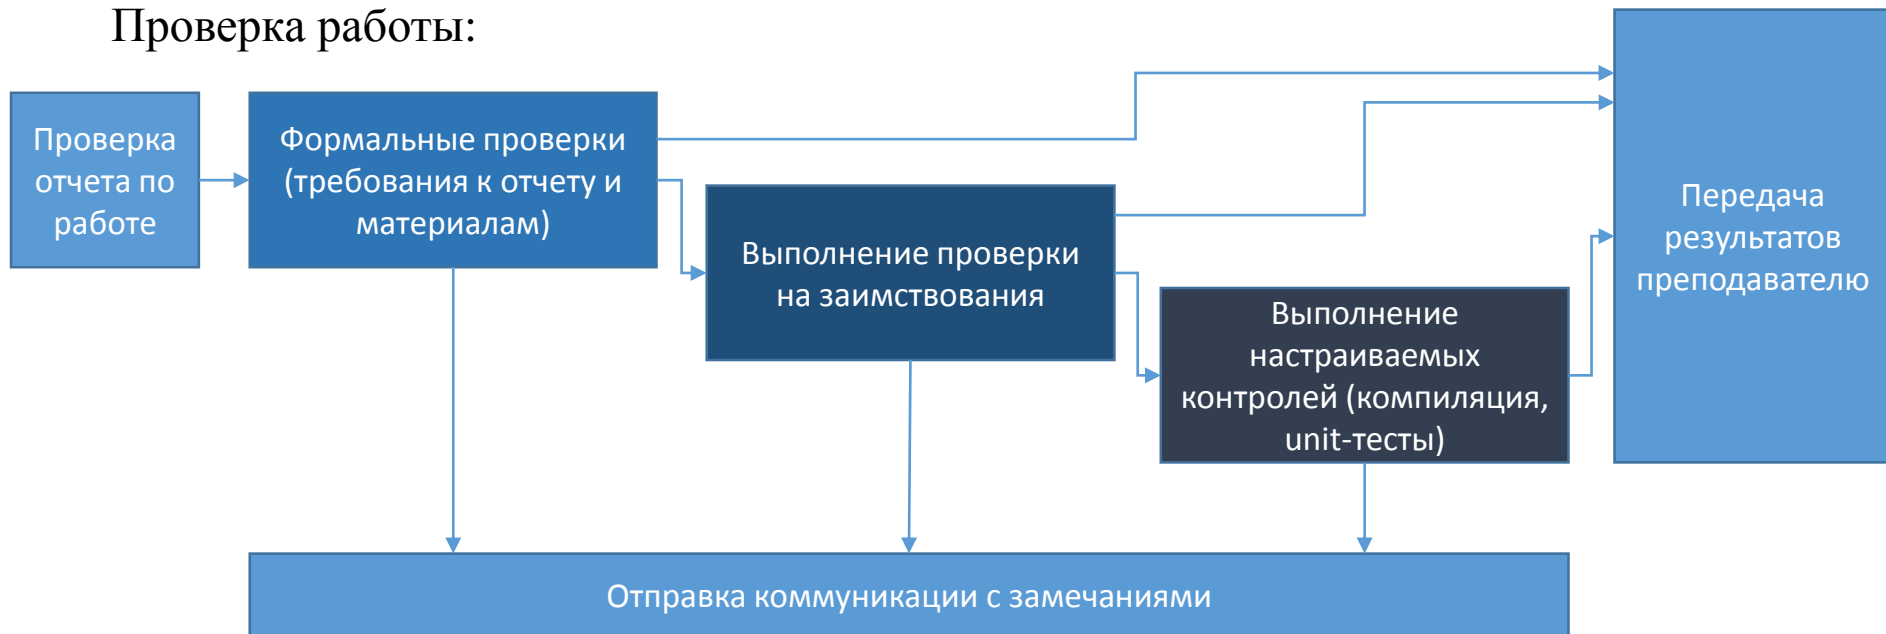 Проверка работы:
Проверка
отчета по
работе
Формальные проверки
(требования к отчету и
материалам)
Выполнение проверки
на заимствования
Выполнение
настраиваемых
контролей (компиляция,
unit-тесты)
Передача
результатов
преподавателю
Отправка коммуникации с замечаниями